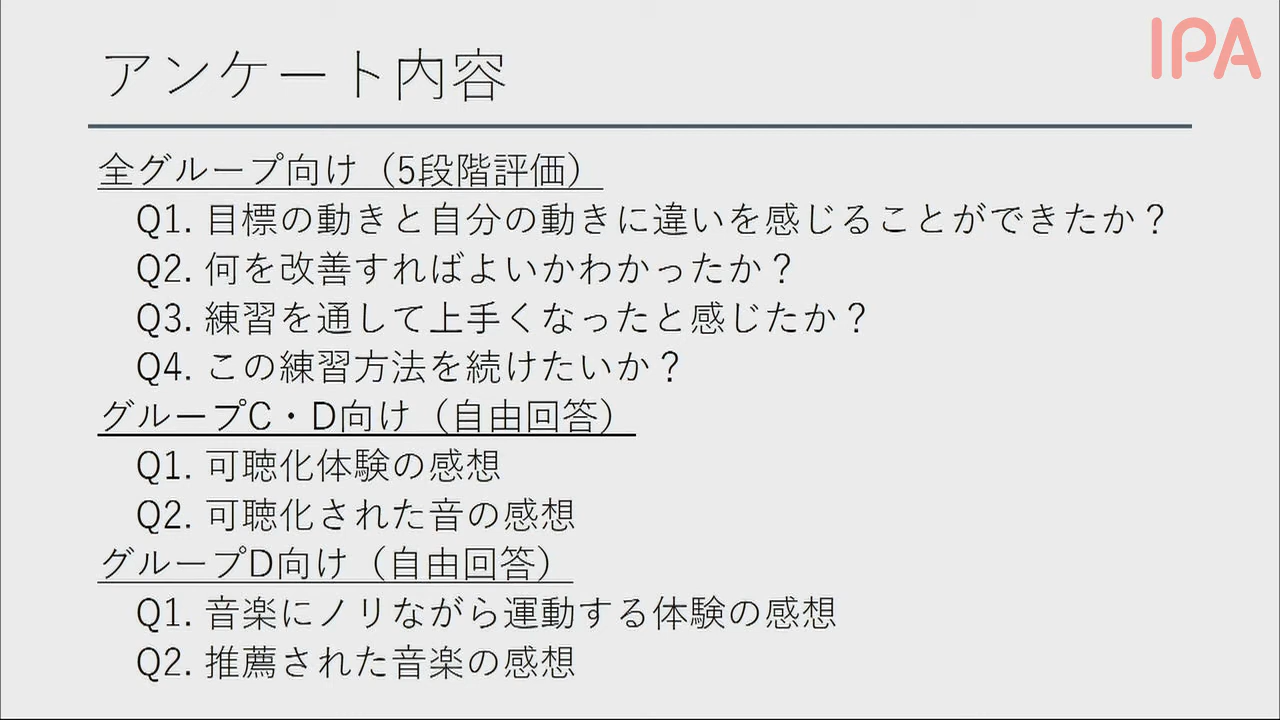 IPA
アンケート内容
全グループ向け（5段階評価）
Q1. 目標の動きと自分の動きに違いを感じることができたか？
Q2. 何を改善すればよいかわかったか？
Q3. 練習を通して上手くなったと感じたか？
Q4. この練習方法を続けたいか？
グループC・D向け（自由回答）
Q1. 可聴化体験の感想
Q2. 可聴化された音の感想
グループD向け（自由回答）
Q1. 音楽にノリながら運動する体験の感想
Q2. 推薦された音楽の感想